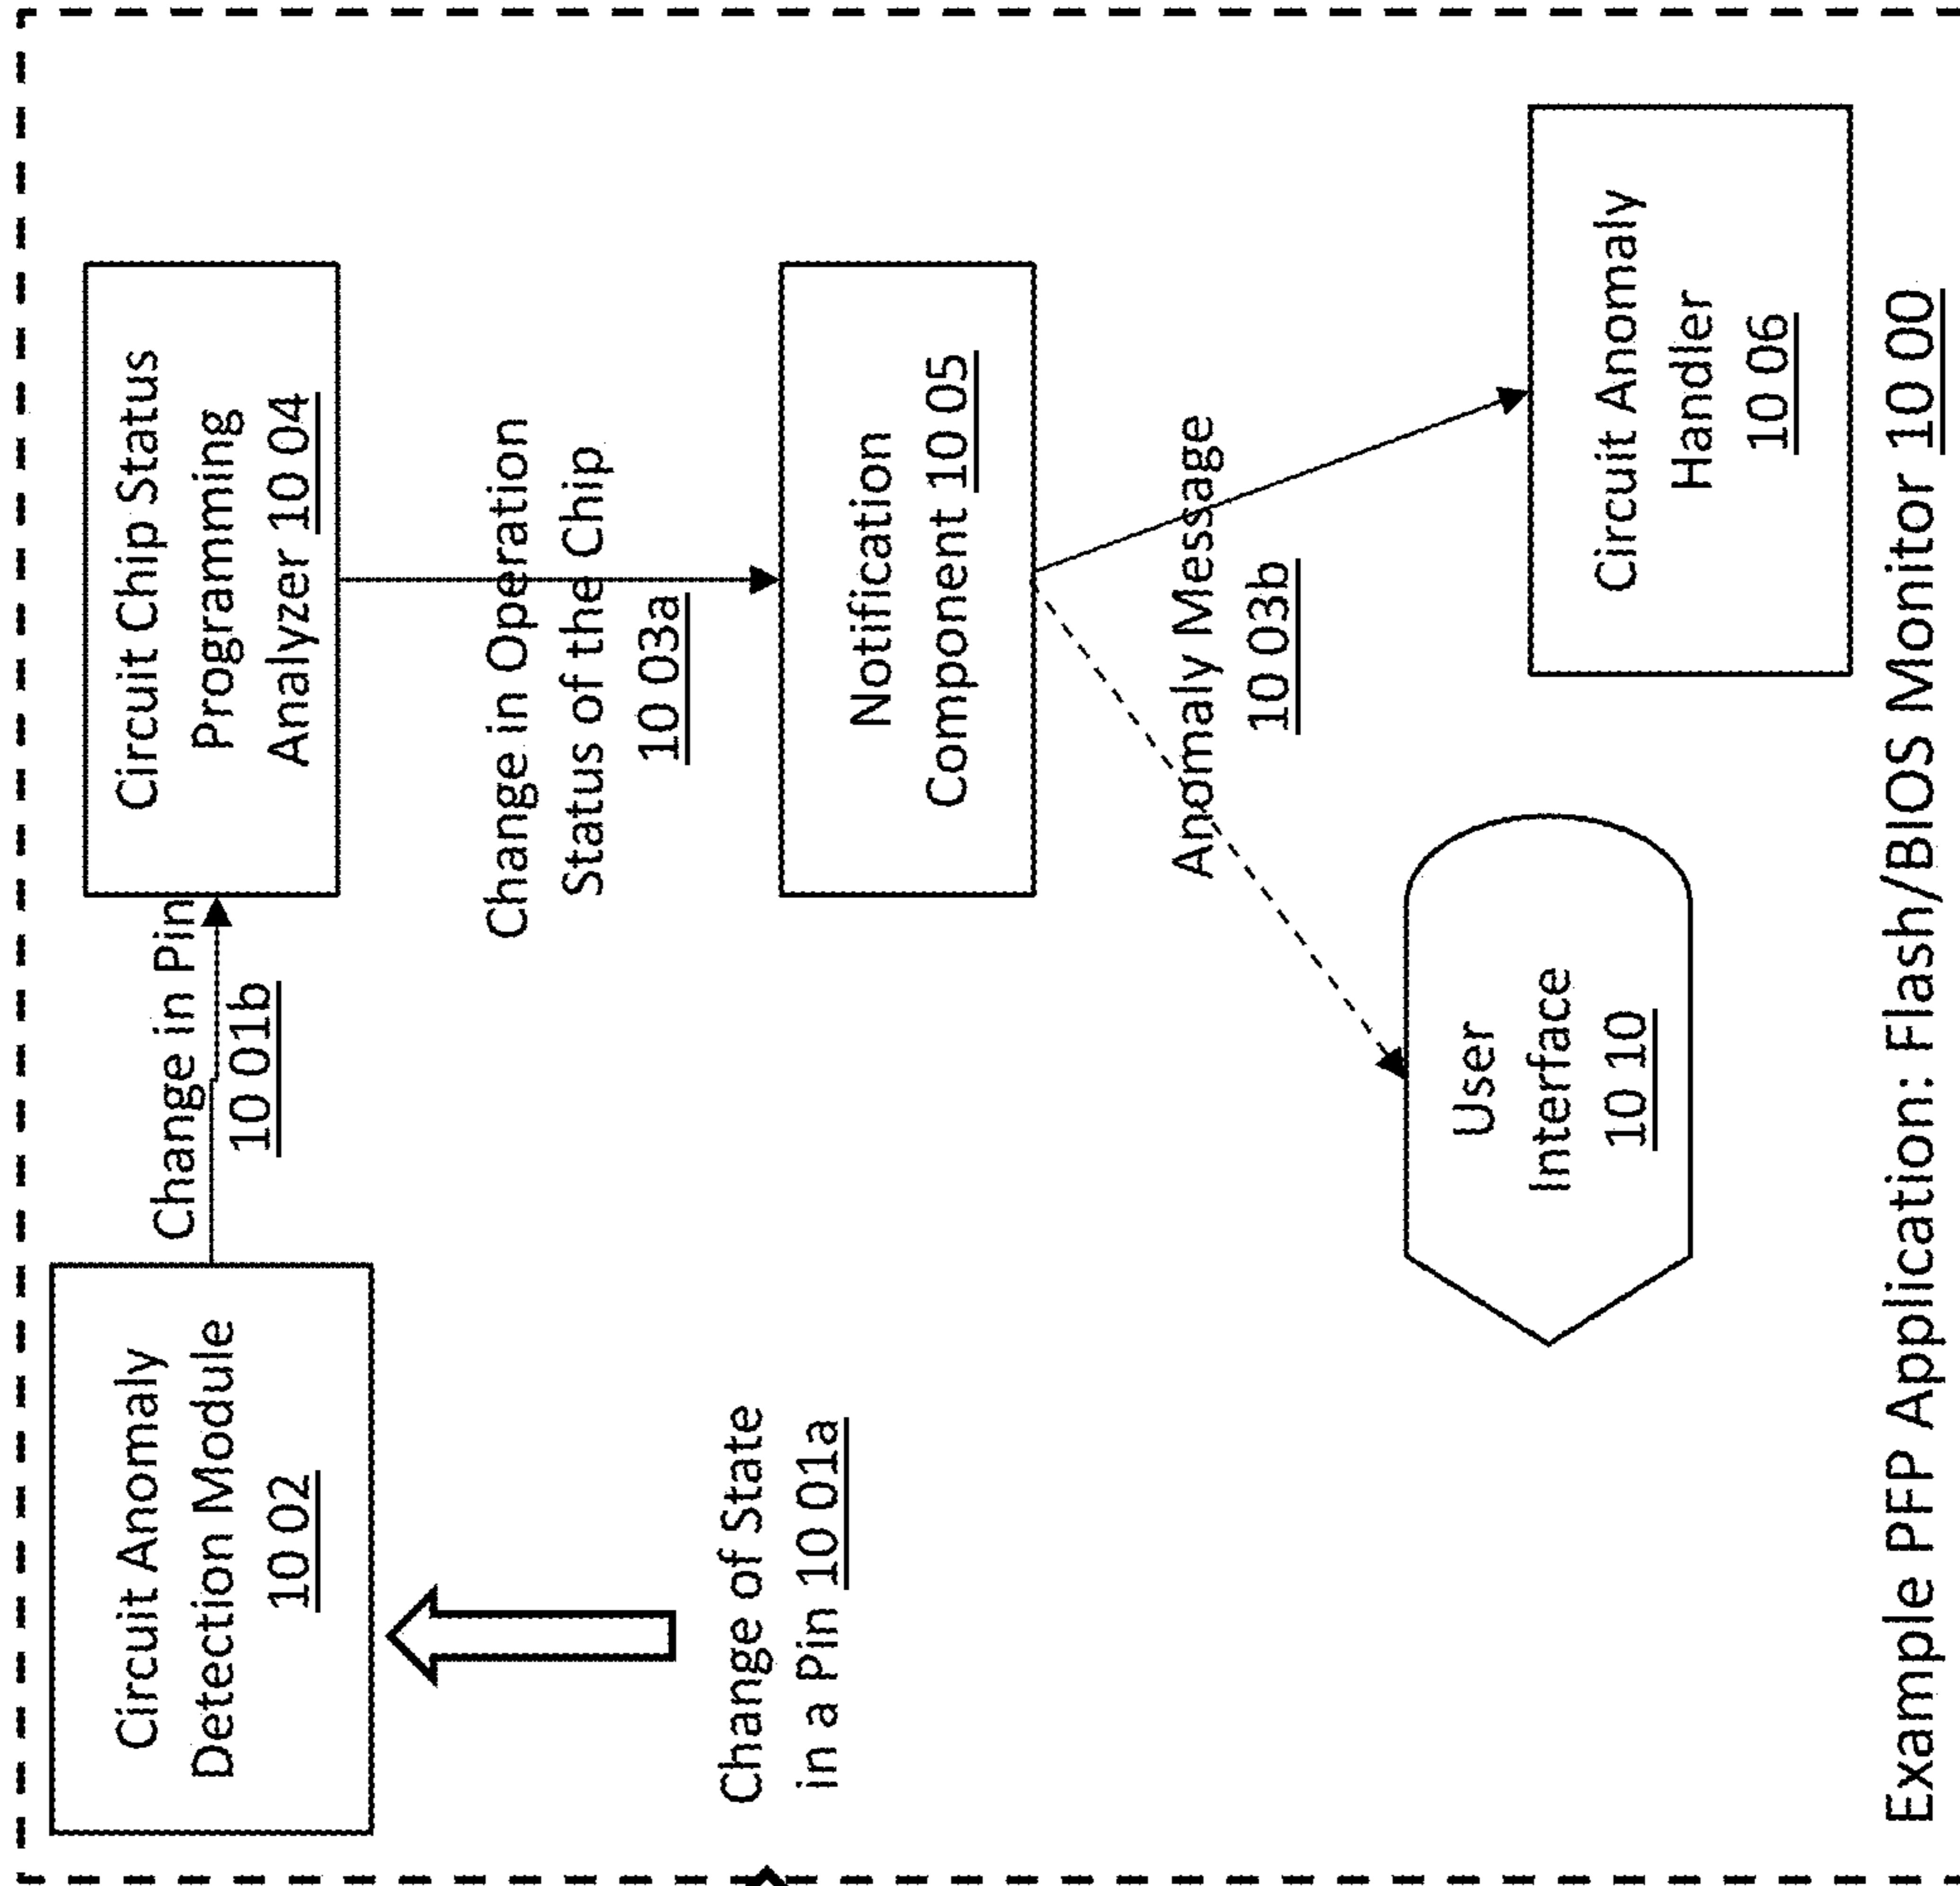 Circuit Anomaly
Detection Module
10 02
Change in Pin
10 01b
Circuit Chip Status
Programming
Analyzer 10 04
Change of State
in a Pin 10 01a
Change in Operation
Status of the Chip
10 03a
Notification
Component 10 05
Anomaly Message
10 03b
User
Interface
10 10
Circuit Anomaly
Handler
10 06
Example PFP Application: Flash/BIOS Monitor 10 00